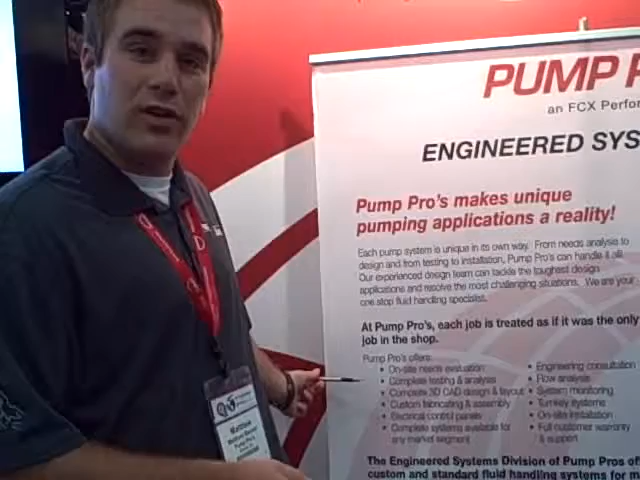 PUMP P
an FCX Perfor
ENGINEERED SYS
Pump Pro's makes unique
pumping applications a reality!
Each pump system is unique in its own way. From needs analysis to
design and from testing to installation, Pump Pro's can handle it all.
Our experienced design team can tackle the toughest design
applications and resolve the most challenging situations. We are your
one stop fluid handling specialist.
At Pump Pro's, each job is treated as if it was the only
job in the shop.
Pump Pro's offers:
• On-site needs evaluation
• Complete testing & analysis
• Complete 3D CAD design & layout
• Custom fabricating & assembly
• Electrical control panels
• Complete systems available for
any market segment
• Engineering consultation
• Flow analysis
• System monitoring
• Turnkey systems
• On-site installation
• Full customer warranty
& support
The Engineered Systems Division of Pump Pros of
custom and standard fluid handling systems for m
Matthew